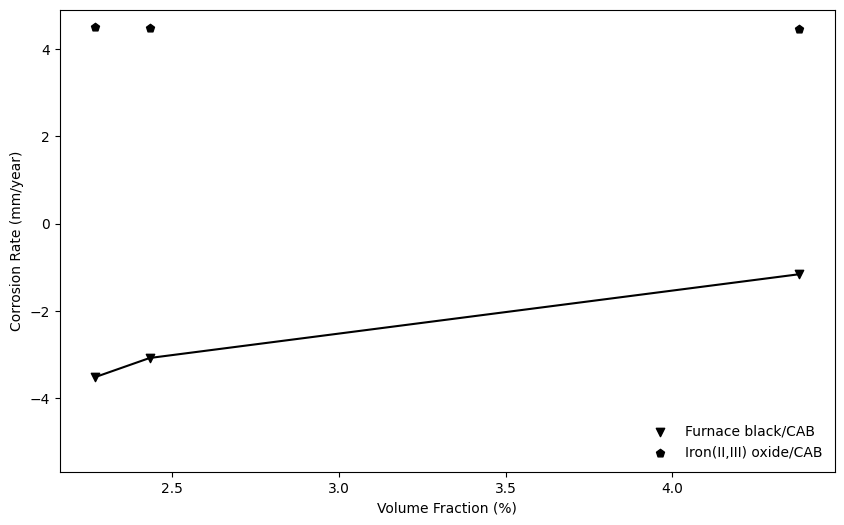 4
2
0
−2
−4
Corrosion Rate (mm/year)
Furnace black/CAB
Iron(II,III) oxide/CAB
2.5 3.0 3.5 4.0
Volume Fraction (%)